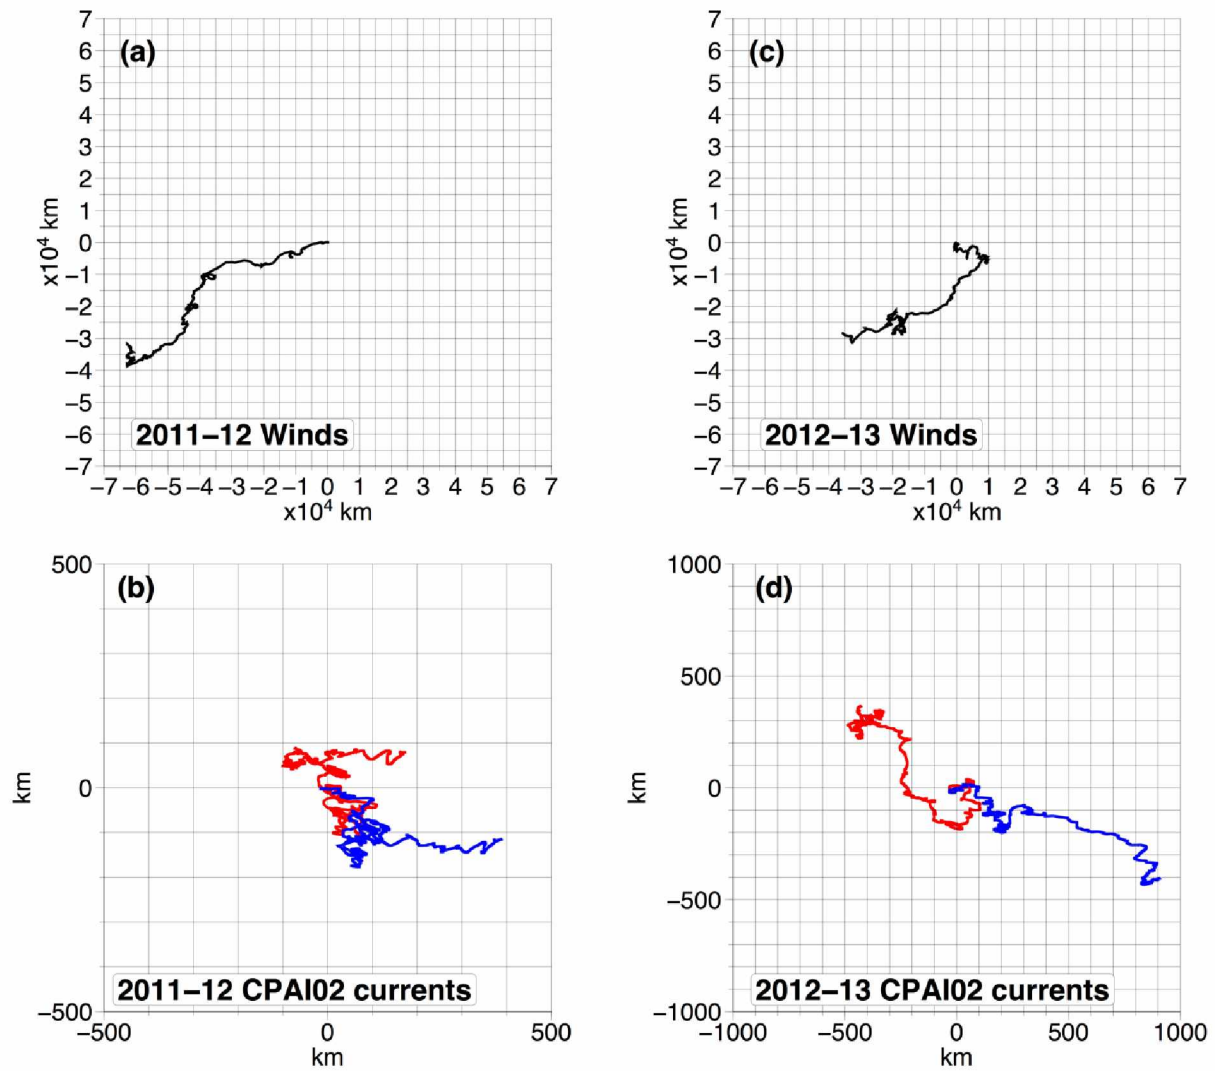 (a)
7
6
5
4
3
2
1
0
−1
−2
−3
−4
−5
−6
−7
x10⁴ km
2011−12 Winds
−7 −6 −5 −4 −3 −2 −1 0 1 2 3 4 5 6 7
x10⁴ km
(c)
7
6
5
4
3
2
1
0
−1
−2
−3
−4
−5
−6
−7
x10⁴ km
2012−13 Winds
−7 −6 −5 −4 −3 −2 −1 0 1 2 3 4 5 6 7
x10⁴ km
(b)
500
0
−500
km
2011−12 CPAI02 currents
−500 0 500
km
(d)
1000
500
0
−500
−1000
km
2012−13 CPAI02 currents
−1000 −500 0 500 1000
km